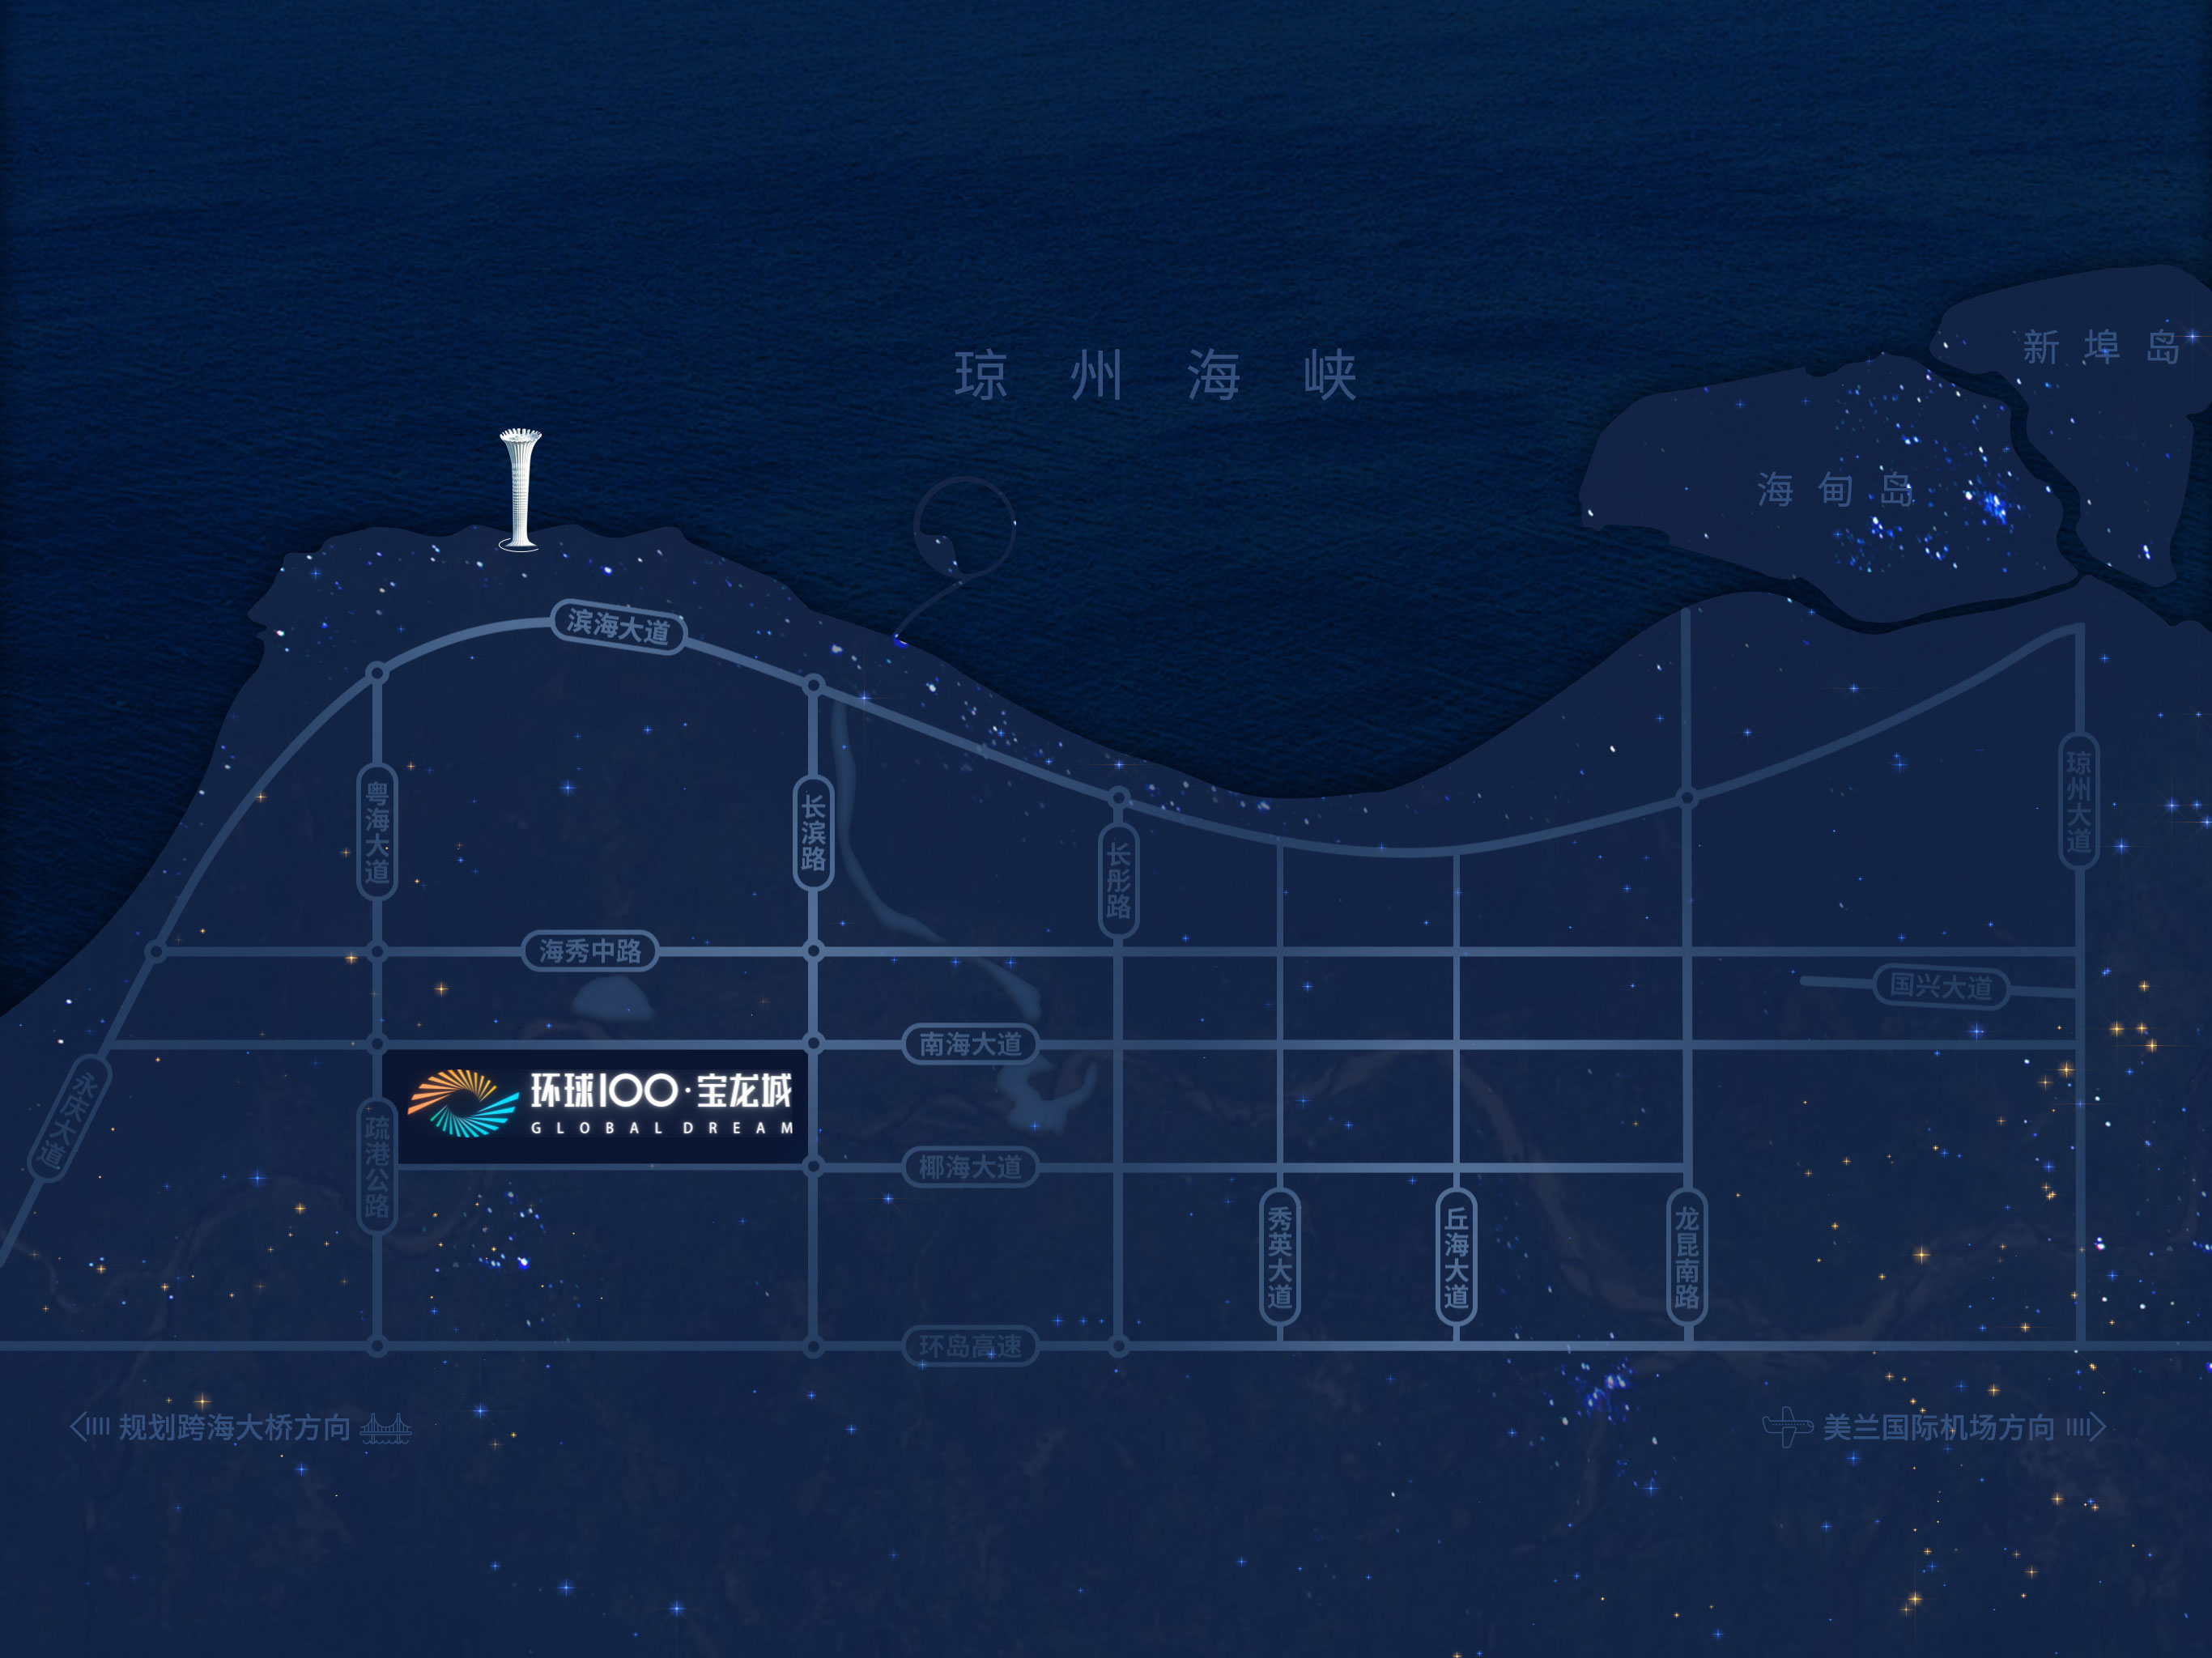 琼州海峡
新埠岛
海甸岛
滨海大道
粤海大道
长滨路
长彤路
琼州大道
海秀中路
国兴大道
南海大道
永庆大道
疏港公路
环球100·宝龙城
GLOBAL DREAM
椰海大道
秀英大道
丘海大道
龙昆南路
环岛高速
规划跨海大桥方向
美兰国际机场方向